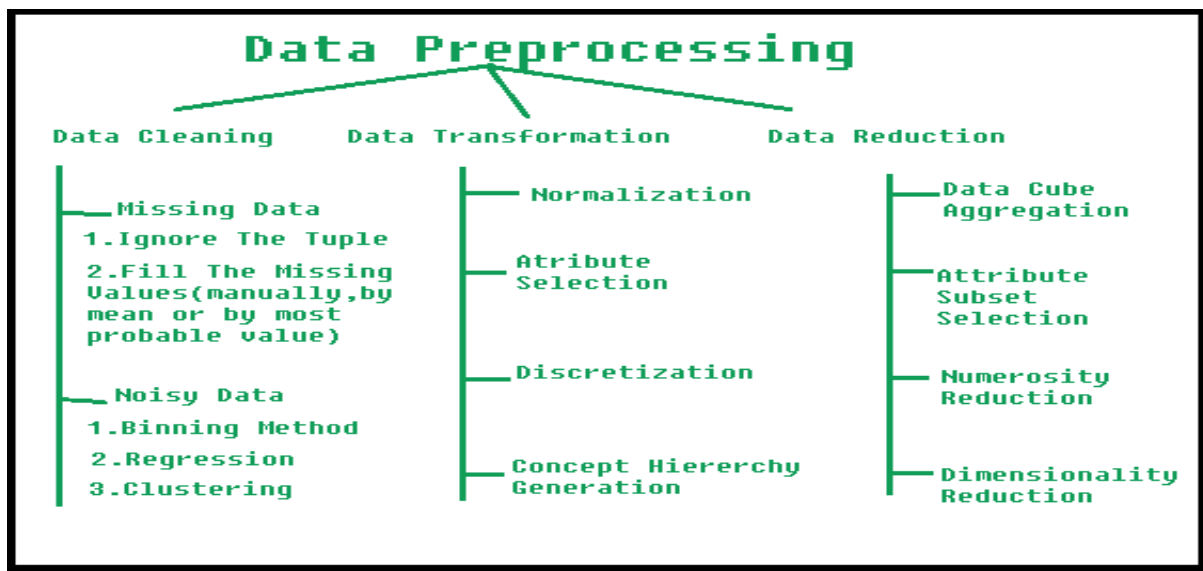 Data Preprocessing
Data Cleaning
Missing Data
1.Ignore The Tuple
2.Fill The Missing
Values(manually,by
mean or by most
probable value)
Noisy Data
1.Binning Method
2.Regression
3.Clustering
Data Transformation
Normalization
Atribute
Selection
Discretization
Concept Hiererchy
Generation
Data Reduction
Data Cube
Aggregation
Attribute
Subset
Selection
Numerosity
Reduction
Dimensionality
Reduction